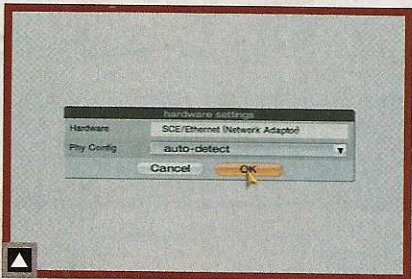 hardware settings
Hardware SCE/Ethernet (Network Adaptor)
Phy Config auto-detect
Cancel OK